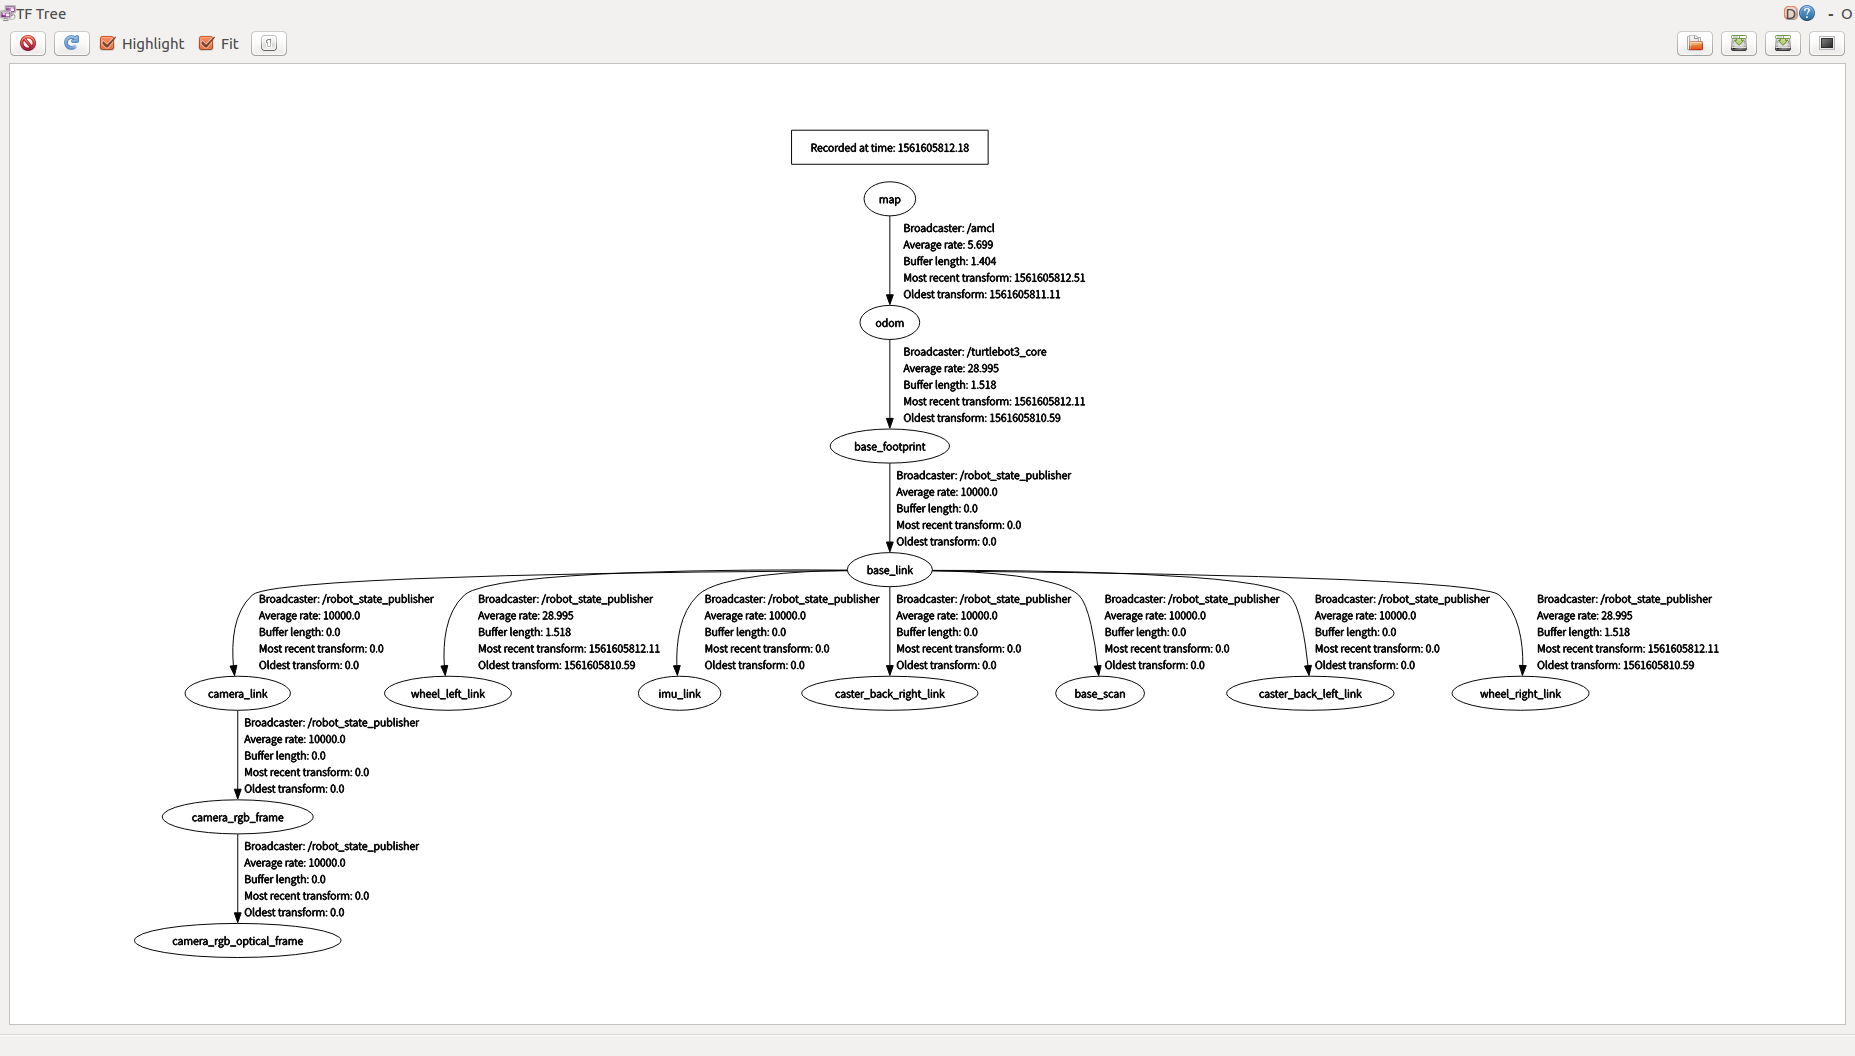 TF Tree
D ? - O
Highlight Fit
Recorded at time: 1561605812.18
map
Broadcaster: /amcl
Average rate: 5.699
Buffer length: 1.404
Most recent transform: 1561605812.51
Oldest transform: 1561605811.11
odom
Broadcaster: /turtlebot3_core
Average rate: 28.995
Buffer length: 1.518
Most recent transform: 1561605812.11
Oldest transform: 1561605810.59
base_footprint
Broadcaster: /robot_state_publisher
Average rate: 10000.0
Buffer length: 0.0
Most recent transform: 0.0
Oldest transform: 0.0
base_link
Broadcaster: /robot_state_publisher
Average rate: 10000.0
Buffer length: 0.0
Most recent transform: 0.0
Oldest transform: 0.0
camera_link
Broadcaster: /robot_state_publisher
Average rate: 28.995
Buffer length: 1.518
Most recent transform: 1561605812.11
Oldest transform: 1561605810.59
wheel_left_link
Broadcaster: /robot_state_publisher
Average rate: 10000.0
Buffer length: 0.0
Most recent transform: 0.0
Oldest transform: 0.0
imu_link
Broadcaster: /robot_state_publisher
Average rate: 10000.0
Buffer length: 0.0
Most recent transform: 0.0
Oldest transform: 0.0
caster_back_right_link
Broadcaster: /robot_state_publisher
Average rate: 10000.0
Buffer length: 0.0
Most recent transform: 0.0
Oldest transform: 0.0
base_scan
Broadcaster: /robot_state_publisher
Average rate: 10000.0
Buffer length: 0.0
Most recent transform: 0.0
Oldest transform: 0.0
caster_back_left_link
Broadcaster: /robot_state_publisher
Average rate: 28.995
Buffer length: 1.518
Most recent transform: 1561605812.11
Oldest transform: 1561605810.59
wheel_right_link
Broadcaster: /robot_state_publisher
Average rate: 10000.0
Buffer length: 0.0
Most recent transform: 0.0
Oldest transform: 0.0
camera_rgb_frame
Broadcaster: /robot_state_publisher
Average rate: 10000.0
Buffer length: 0.0
Most recent transform: 0.0
Oldest transform: 0.0
camera_rgb_optical_frame